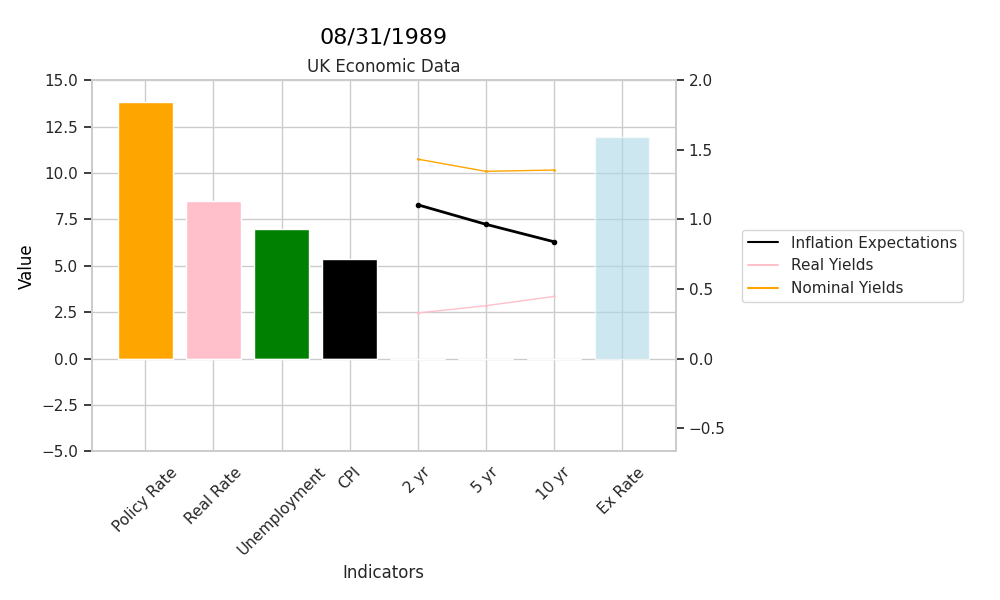 08/31/1989
UK Economic Data
15.0
12.5
10.0
7.5
5.0
2.5
0.0
−2.5
−5.0
Value
2.0
1.5
1.0
0.5
0.0
−0.5
Inflation Expectations
Real Yields
Nominal Yields
Policy Rate
Real Rate
Unemployment
CPI
2 yr
5 yr
10 yr
Ex Rate
Indicators